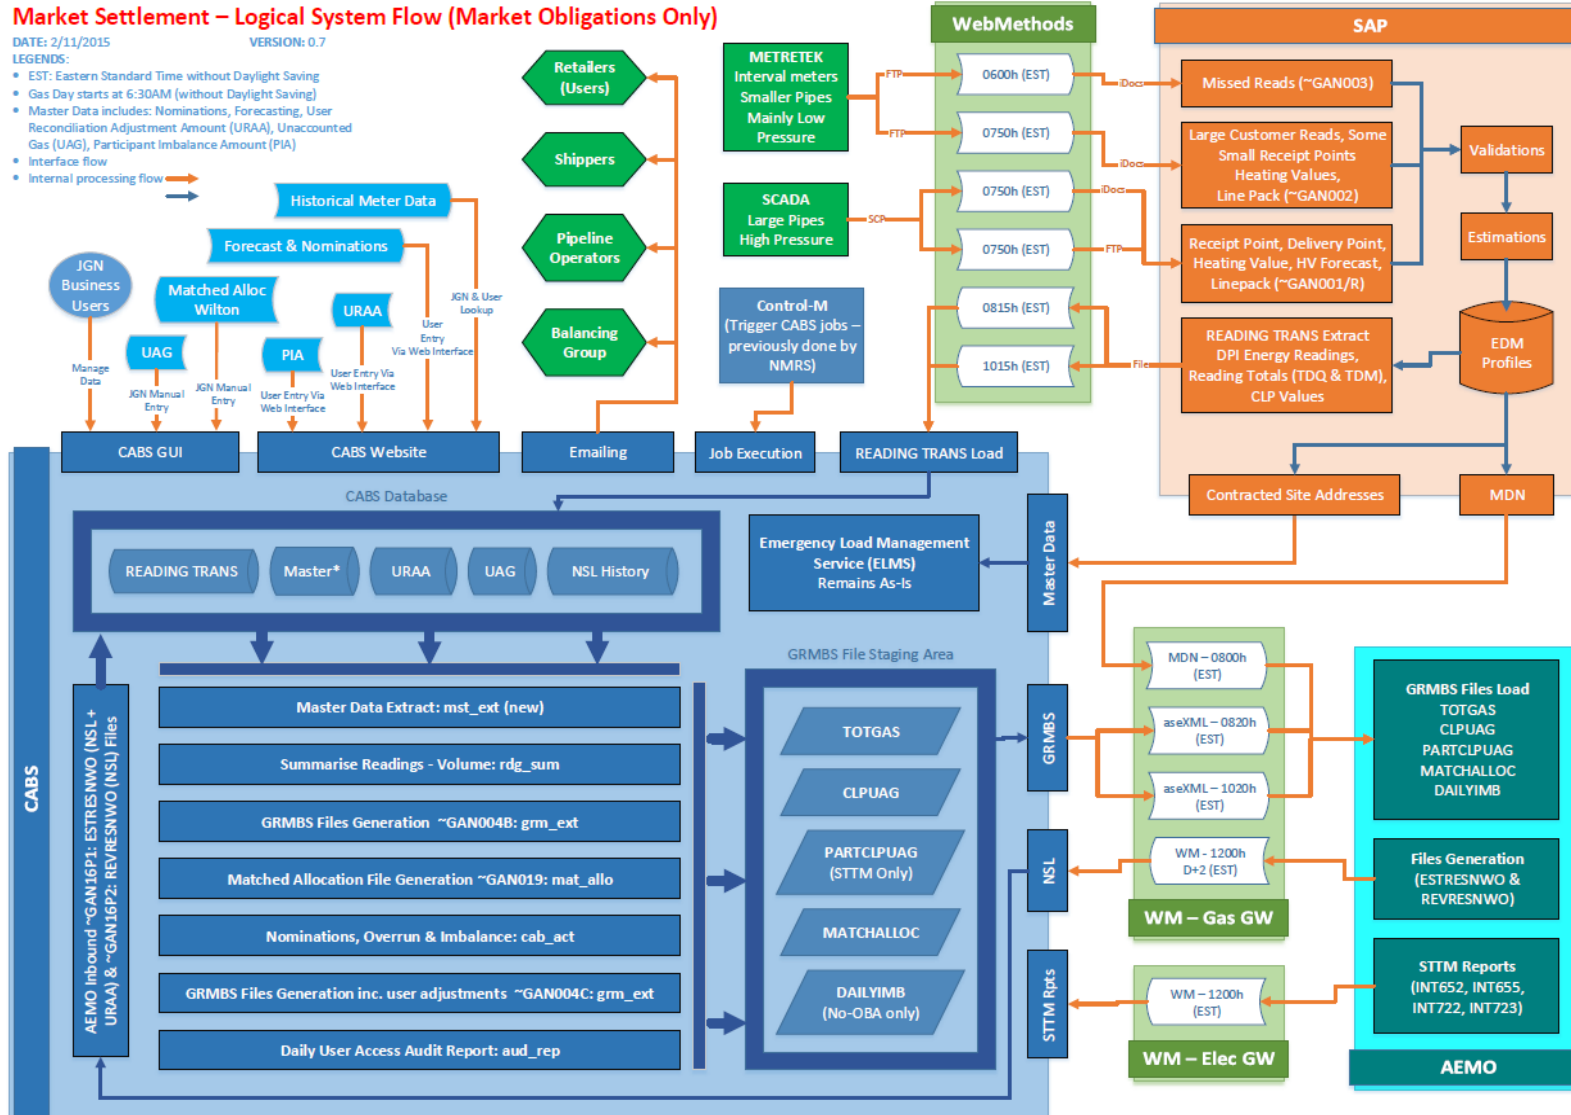 Market Settlement – Logical System Flow (Market Obligations Only)
DATE: 2/11/2015
VERSION: 0.7
LEGENDS:
• EST: Eastern Standard Time without Daylight Saving
• Gas Day starts at 6:30AM (without Daylight Saving)
• Master Data includes: Nominations, Forecasting, User
Reconciliation Adjustment Amount (URAA), Unaccounted
Gas (UAG), Participant Imbalance Amount (PIA)
• Interface flow
• Internal processing flow
Historical Meter Data
Forecast & Nominations
JGN
Business
Users
Matched Alloc
Wilton
URAA
UAG
PIA
JGN & User
Lookup
User
Entry
Via Web Interface
Manage
Data
JGN Manual
Entry
JGN Manual
Entry
User Entry Via
Web Interface
User Entry Via
Web Interface
Retailers
(Users)
Shippers
Pipeline
Operators
Balancing
Group
METRETEK
Interval meters
Smaller Pipes
Mainly Low
Pressure
SCADA
Large Pipes
High Pressure
Control-M
(Trigger CABS jobs –
previously done by
NMRS)
FTP
FTP
SCP
WebMethods
0600h (EST)
0750h (EST)
0750h (EST)
0750h (EST)
0815h (EST)
1015h (EST)
iDocs
iDocs
iDocs
FTP
File
SAP
Missed Reads (~GAN003)
Large Customer Reads, Some
Small Receipt Points
Heating Values,
Line Pack (~GAN002)
Receipt Point, Delivery Point,
Heating Value, HV Forecast,
Linepack (~GAN001/R)
READING TRANS Extract
DPI Energy Readings,
Reading Totals (TDQ & TDM),
CLP Values
Validations
Estimations
EDM
Profiles
Contracted Site Addresses
MDN
CABS GUI
CABS Website
Emailing
Job Execution
READING TRANS Load
CABS
CABS Database
READING TRANS
Master*
URAA
UAG
NSL History
Emergency Load Management
Service (ELMS)
Remains As-Is
Master Data
AEMO Inbound ~GAN16P1: ESTRESNWO (NSL +
URAA) & ~GAN16P2: REVRESNWO (NSL) Files
Master Data Extract: mst_ext (new)
Summarise Readings - Volume: rdg_sum
GRMBS Files Generation ~GAN004B: grm_ext
Matched Allocation File Generation ~GAN019: mat_allo
Nominations, Overrun & Imbalance: cab_act
GRMBS Files Generation inc. user adjustments ~GAN004C: grm_ext
Daily User Access Audit Report: aud_rep
GRMBS File Staging Area
TOTGAS
CLPUAG
PARTCLPUAG
(STTM Only)
MATCHALLOC
DAILYIMB
(No-OBA only)
GRMBS
NSL
STTM Rpts
MDN – 0800h
(EST)
aseXML – 0820h
(EST)
aseXML – 1020h
(EST)
WM - 1200h
D+2 (EST)
WM – Gas GW
WM – 1200h
(EST)
WM – Elec GW
GRMBS Files Load
TOTGAS
CLPUAG
PARTCLPUAG
MATCHALLOC
DAILYIMB
Files Generation
(ESTRESNWO &
REVRESNWO)
STTM Reports
(INT652, INT655,
INT722, INT723)
AEMO